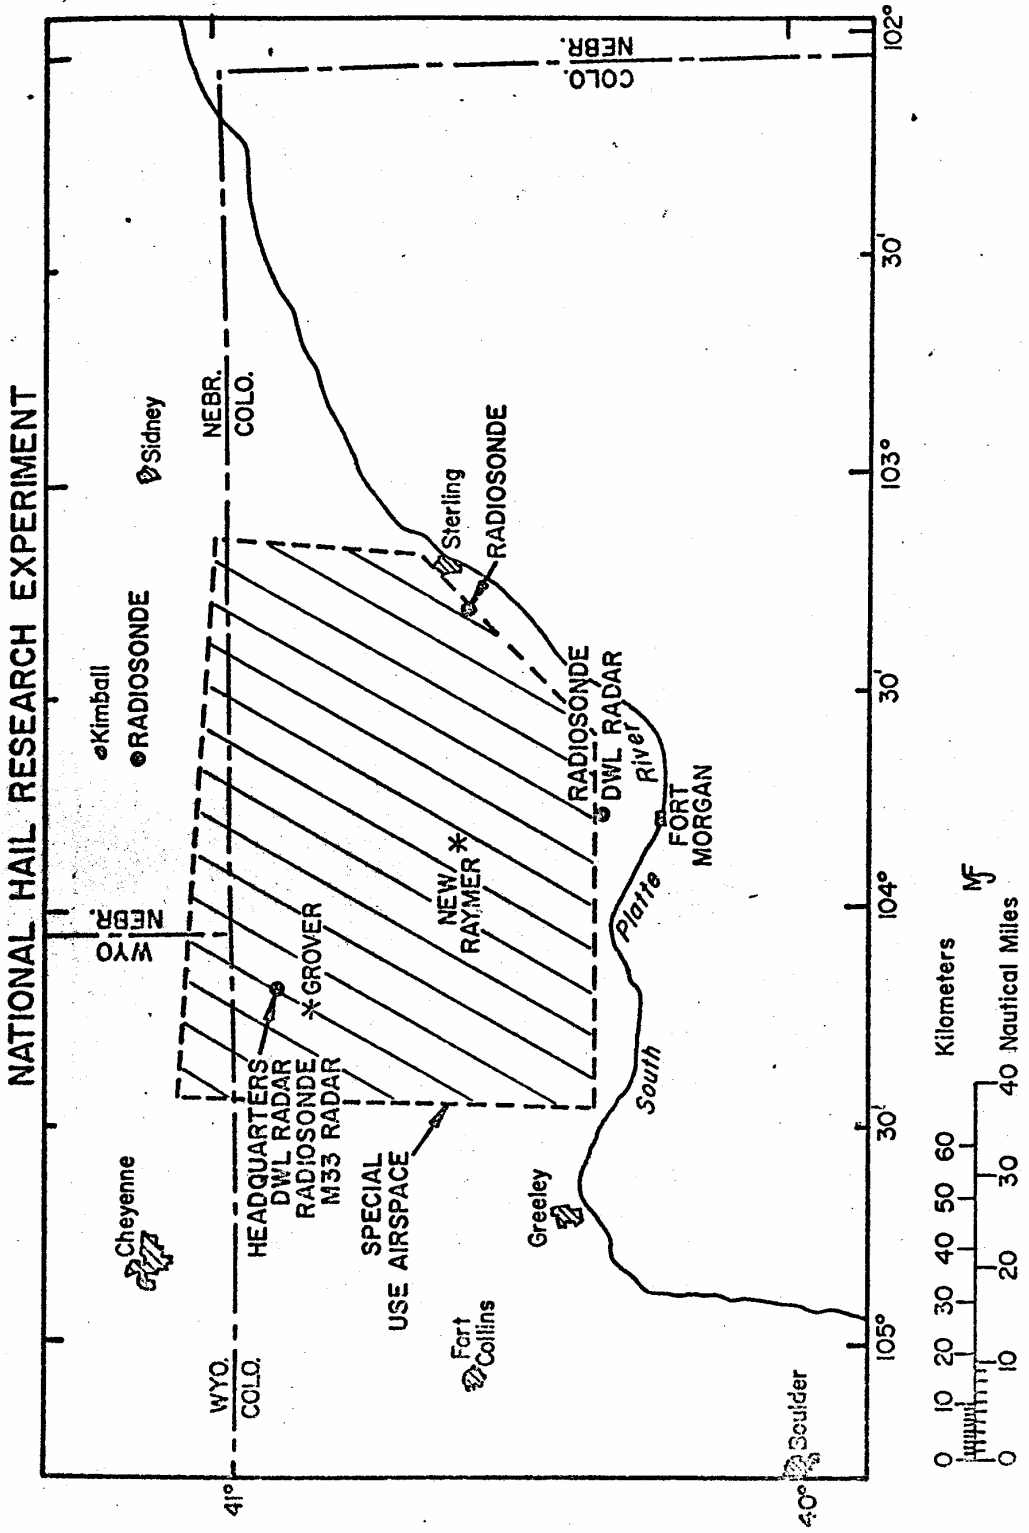 NATIONAL HAIL RESEARCH EXPERIMENT
Cheyenne
WYO
NEBR.
Kimball
RADIOSONDE
Sidney
41°
WYO.
COLO.
NEBR.
COLO.
HEADQUARTERS
DWL RADAR
RADIOSONDE
M33 RADAR
GROVER
SPECIAL
USE AIRSPACE
NEW
RAYMER
Sterling
RADIOSONDE
Fort
Collins
Greeley
RADIOSONDE
DWL RADAR
River
FORT
MORGAN
South
Platte
COLO.
NEBR.
Boulder
40°
105°
30'
104°
30'
103°
30'
102°
0 10 20 30 40 50 60 Kilometers
0 10 20 30 40 Nautical Miles